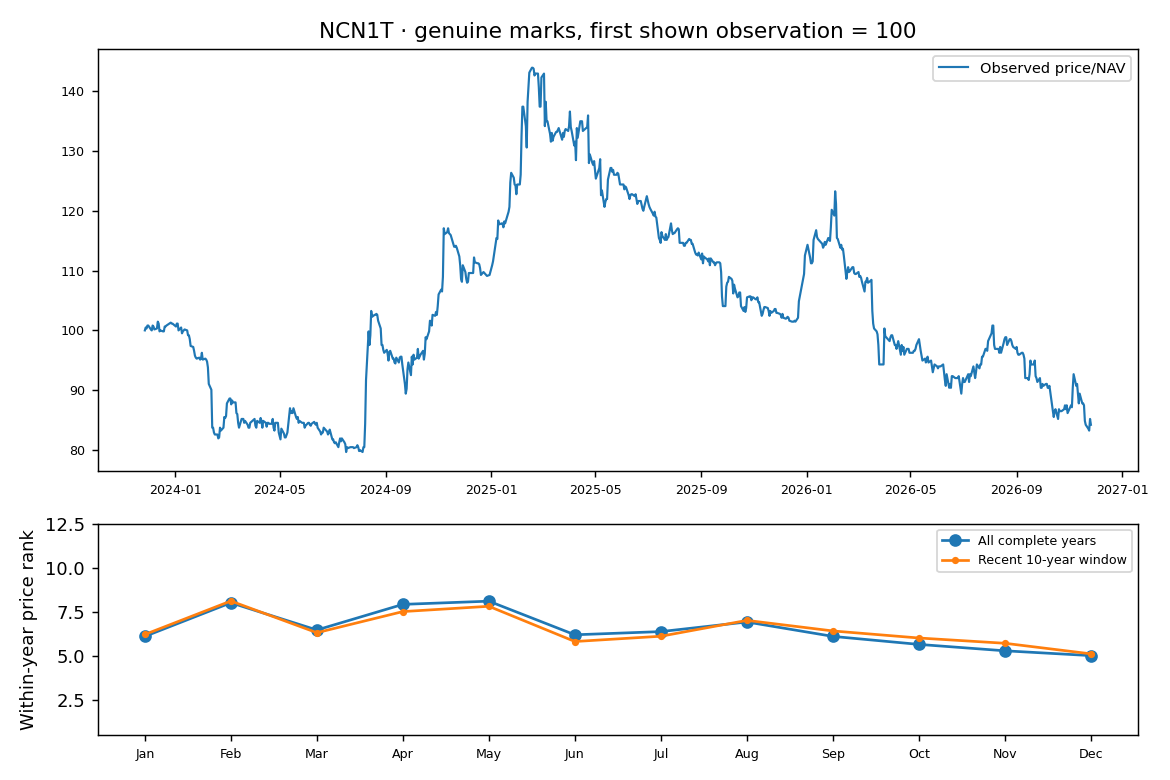 NCN1T · genuine marks, first shown observation = 100
Observed price/NAV
140
130
120
110
100
90
80
2024-01 2024-05 2024-09 2025-01 2025-05 2025-09 2026-01 2026-05 2026-09 2027-01
Within-year price rank
12.5
10.0
7.5
5.0
2.5
All complete years
Recent 10-year window
Jan Feb Mar Apr May Jun Jul Aug Sep Oct Nov Dec